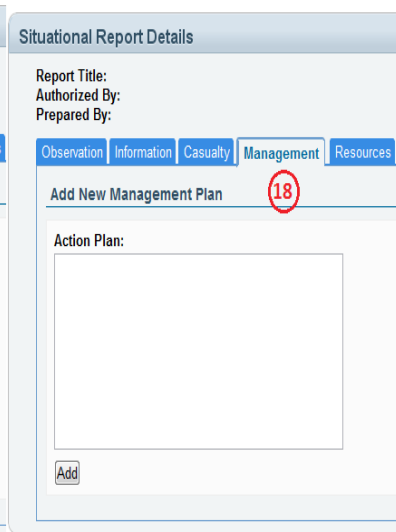 Situational Report Details
Report Title:
Authorized By:
Prepared By:
Observation Information Casualty Management Resources
Add New Management Plan 18
Action Plan:
Add